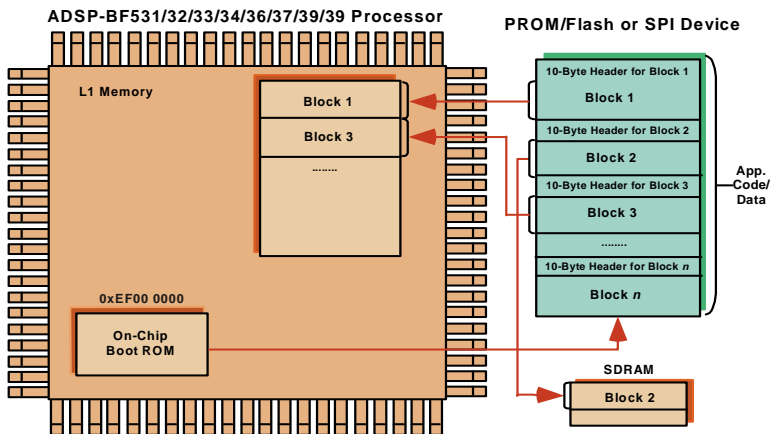 ADSP-BF531/32/33/34/36/37/39/39 Processor
L1 Memory
Block 1
Block 3
........
0xEF00 0000
On-Chip
Boot ROM
PROM/Flash or SPI Device
10-Byte Header for Block 1
Block 1
10-Byte Header for Block 2
Block 2
10-Byte Header for Block 3
Block 3
........
10-Byte Header for Block n
Block n
App.
Code/
Data
SDRAM
Block 2